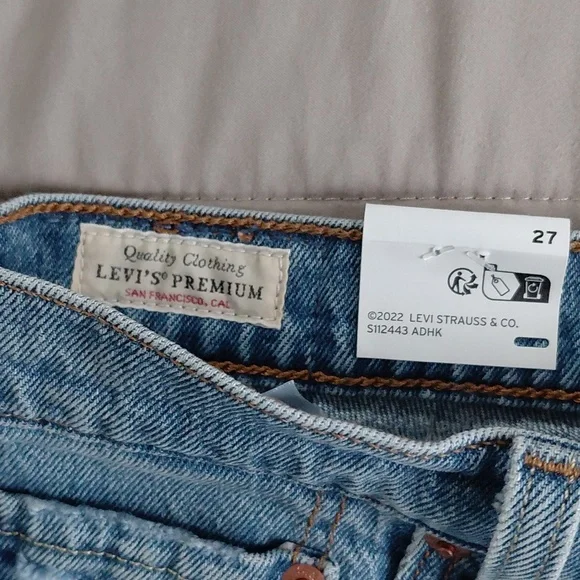 Quality Clothing
LEVI'S® PREMIUM
SAN FRANCISCO, CAL
27
©2022 LEVI STRAUSS & CO.
S112443 ADHK